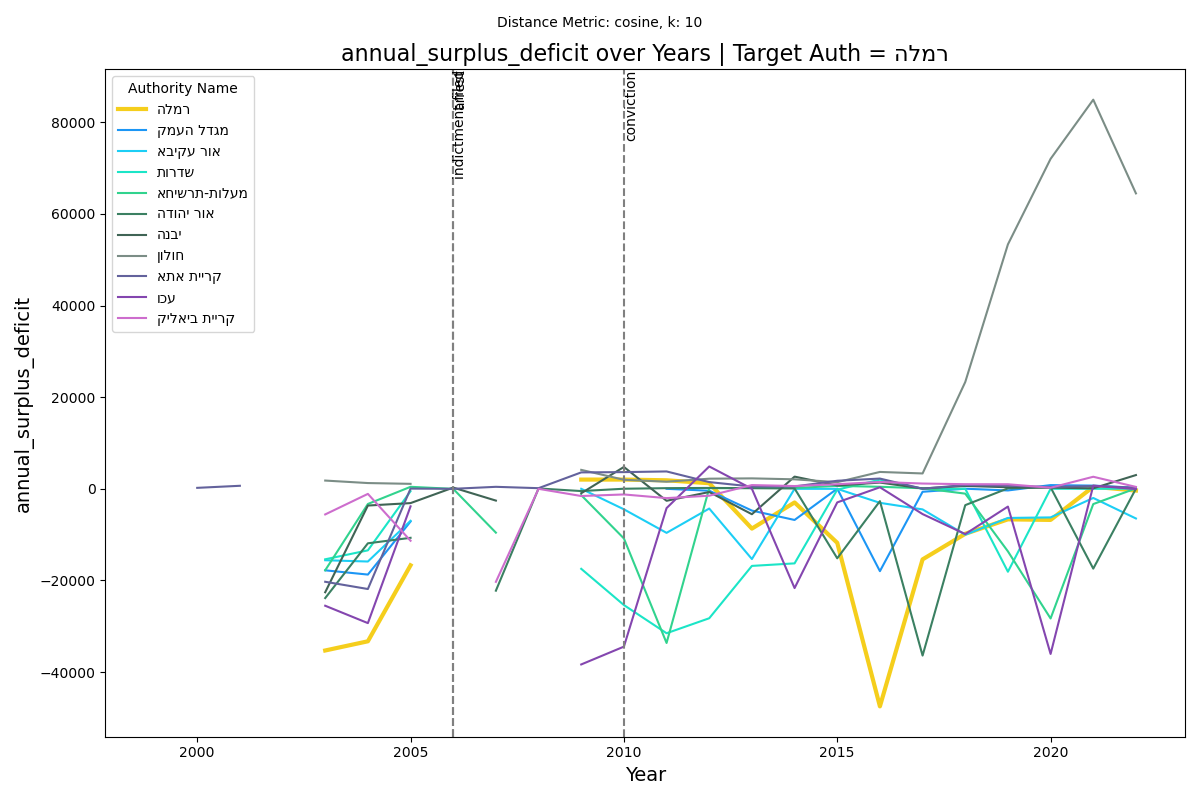 Distance Metric: cosine, k: 10
annual_surplus_deficit over Years | Target Auth = רמלה
Authority Name
רמלה
מגדל העמק
אור עקיבא
שדרות
מעלות-תרשיחא
אור יהודה
יבנה
חולון
קריית אתא
עכו
קריית ביאליק
indictment filed
arrest
conviction
annual_surplus_deficit
80000
60000
40000
20000
0
−20000
−40000
2000
2005
2010
2015
2020
Year